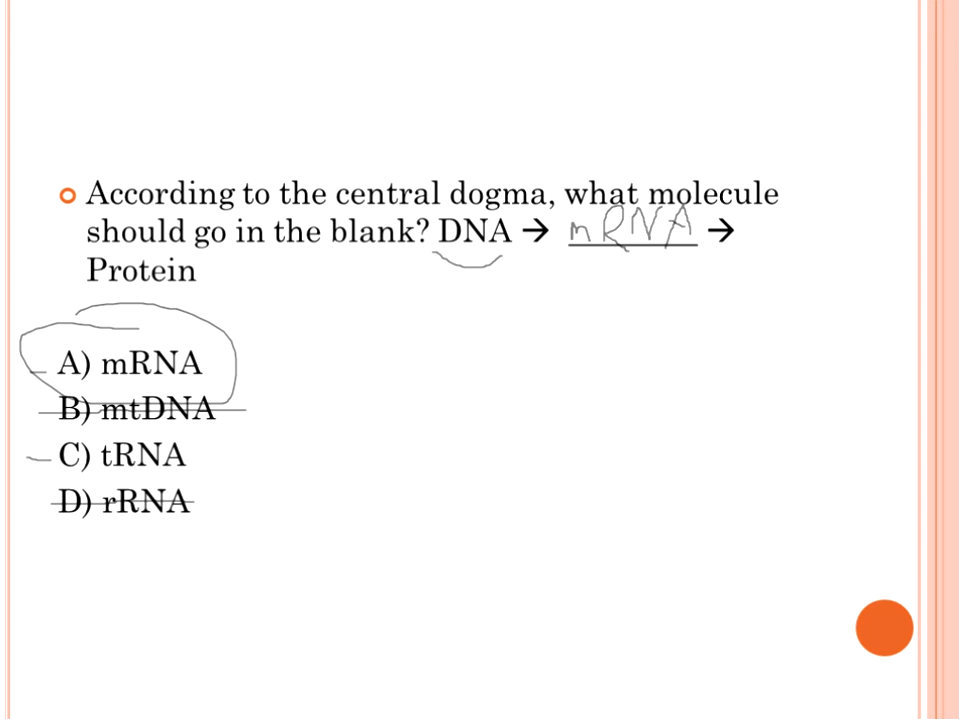 According to the central dogma, what molecule
should go in the blank? DNA → mRNA →
Protein
A) mRNA
B) mtDNA
C) tRNA
D) rRNA